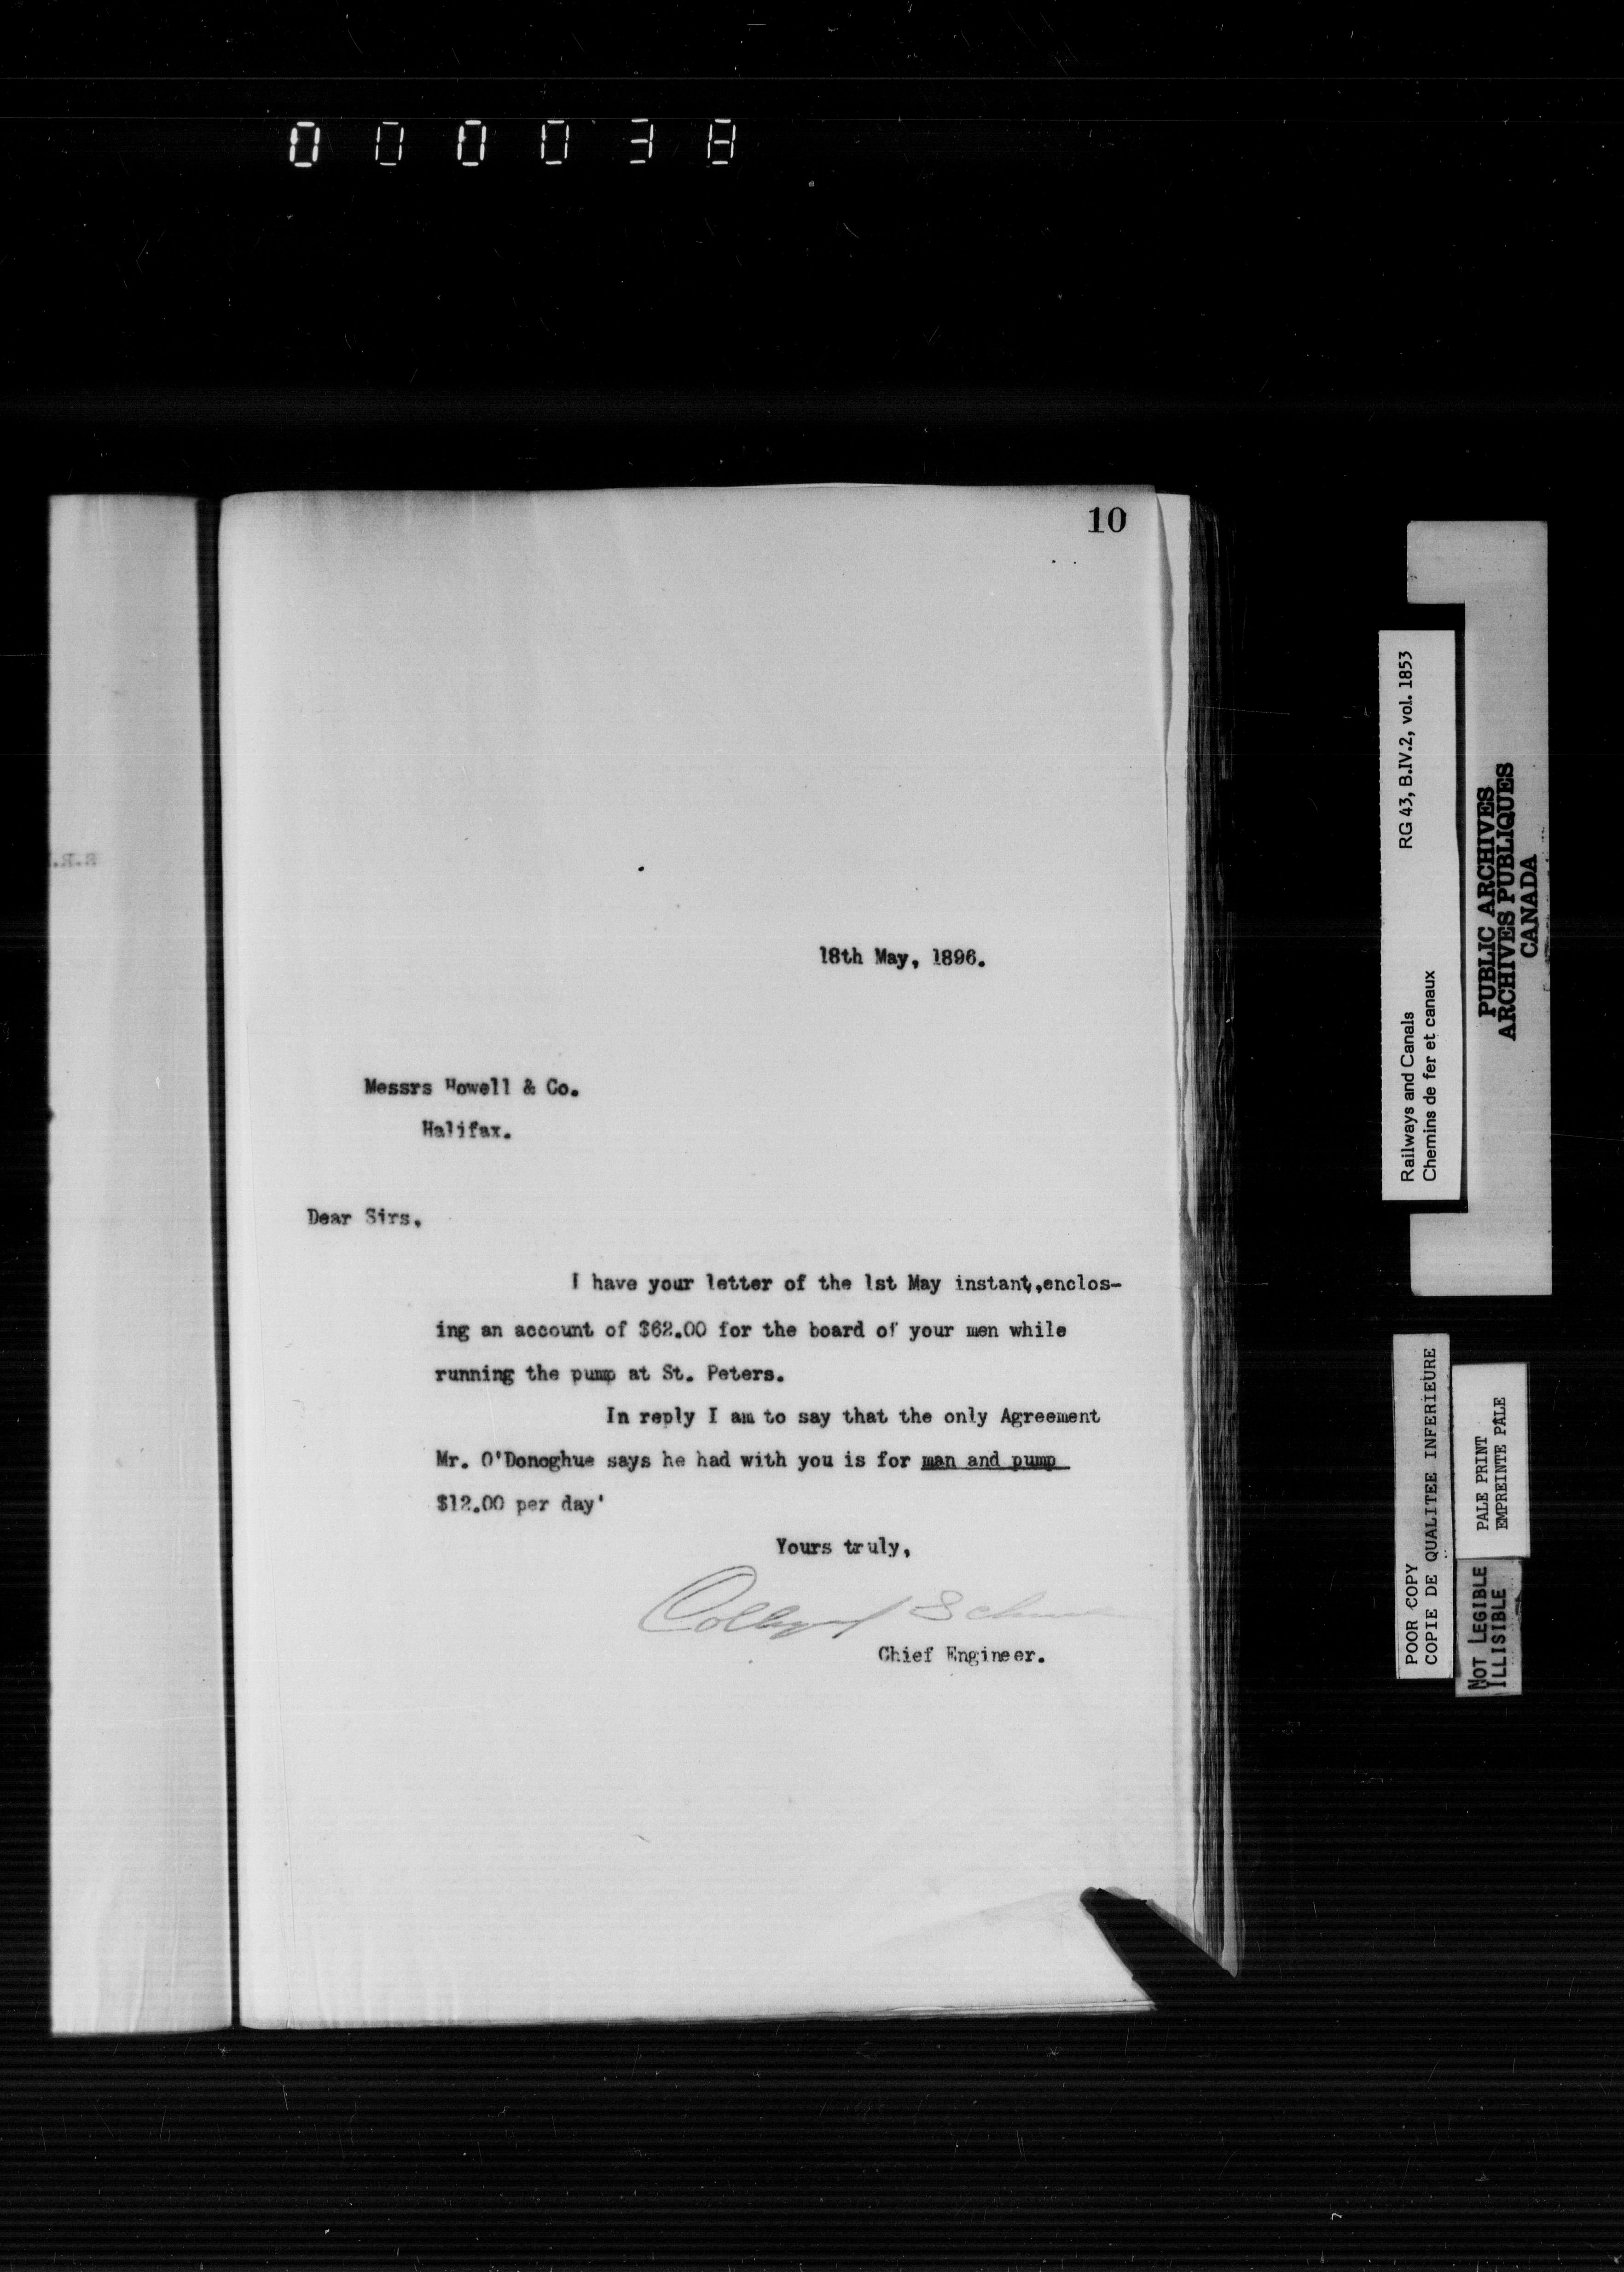 000038
10
18th May, 1896.
Messrs Howell & Co.
Halifax.
Dear Sirs,
I have your letter of the 1st May instant,,enclos-
ing an account of $62.00 for the board of your men while
running the pump at St. Peters.
In reply I am to say that the only Agreement
Mr. O'Donoghue says he had with you is for man and pump
$12.00 per day'
Yours truly,
Chief Engineer.
Railways and Canals RG 43, B.IV.2, vol. 1853
Chemins de fer et canaux
PUBLIC ARCHIVES
ARCHIVES PUBLIQUES
CANADA
POOR COPY
COPIE DE QUALITEE INFERIEURE
PALE PRINT
EMPREINTE PALE
NOT LEGIBLE
ILLISIBLE